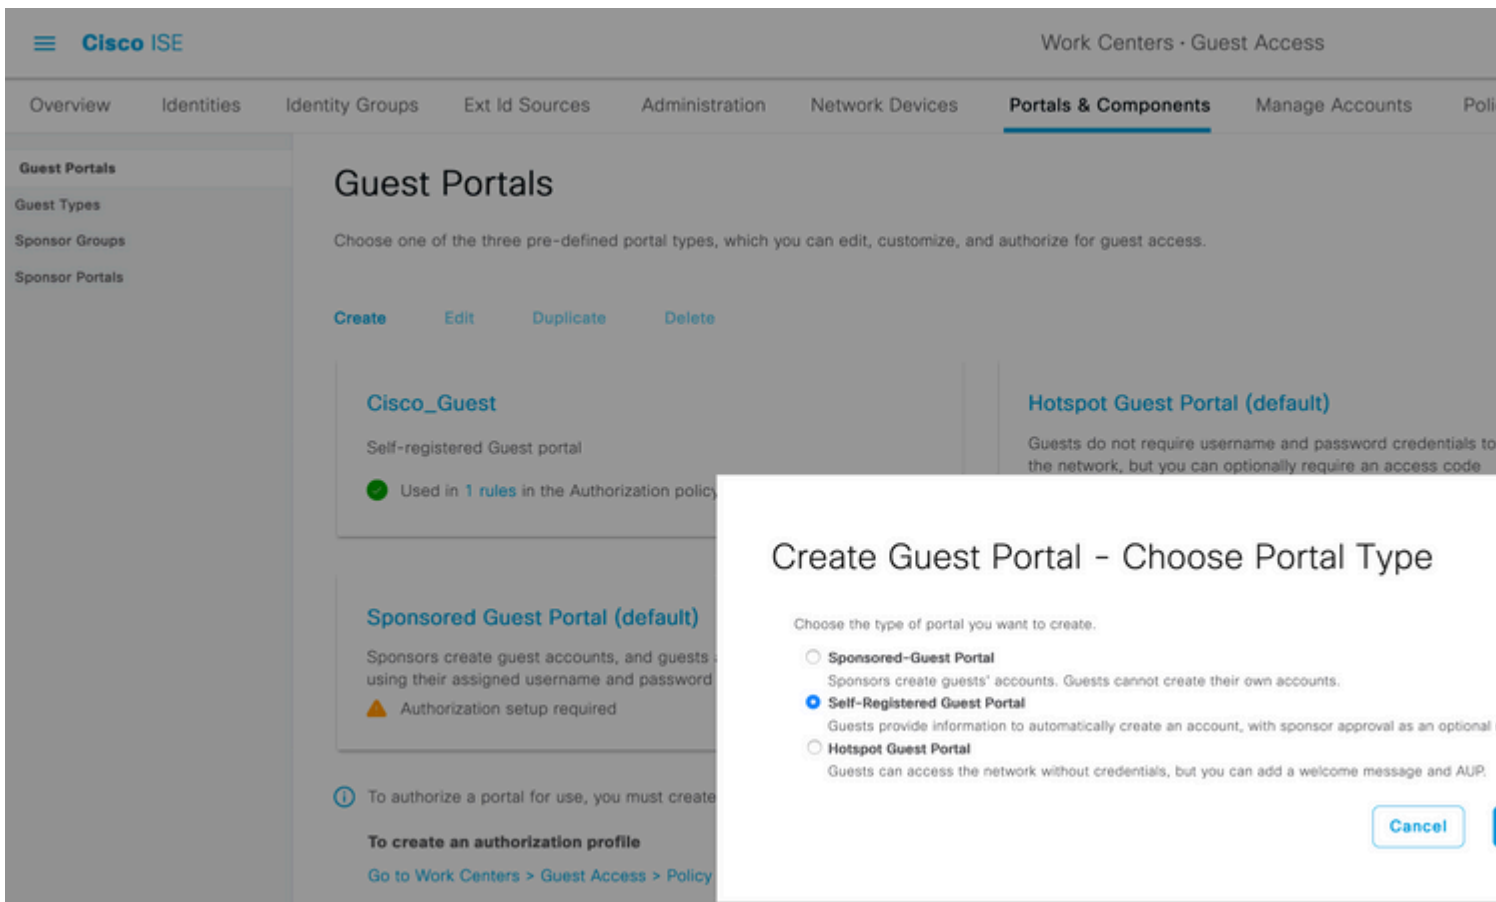 Cisco ISE
Work Centers · Guest Access
Overview Identities Identity Groups Ext Id Sources Administration Network Devices Portals & Components Manage Accounts Poli
Guest Portals
Guest Types
Sponsor Groups
Sponsor Portals
Guest Portals
Choose one of the three pre-defined portal types, which you can edit, customize, and authorize for guest access.
Create Edit Duplicate Delete
Cisco_Guest
Self-registered Guest portal
Used in 1 rules in the Authorization policy
Hotspot Guest Portal (default)
Guests do not require username and password credentials to
the network, but you can optionally require an access code
Sponsored Guest Portal (default)
Sponsors create guest accounts, and guests
using their assigned username and password
Authorization setup required
To authorize a portal for use, you must create
To create an authorization profile
Go to Work Centers > Guest Access > Policy
Create Guest Portal - Choose Portal Type
Choose the type of portal you want to create.
Sponsored-Guest Portal
Sponsors create guests' accounts. Guests cannot create their own accounts.
Self-Registered Guest Portal
Guests provide information to automatically create an account, with sponsor approval as an optional
Hotspot Guest Portal
Guests can access the network without credentials, but you can add a welcome message and AUP.
Cancel